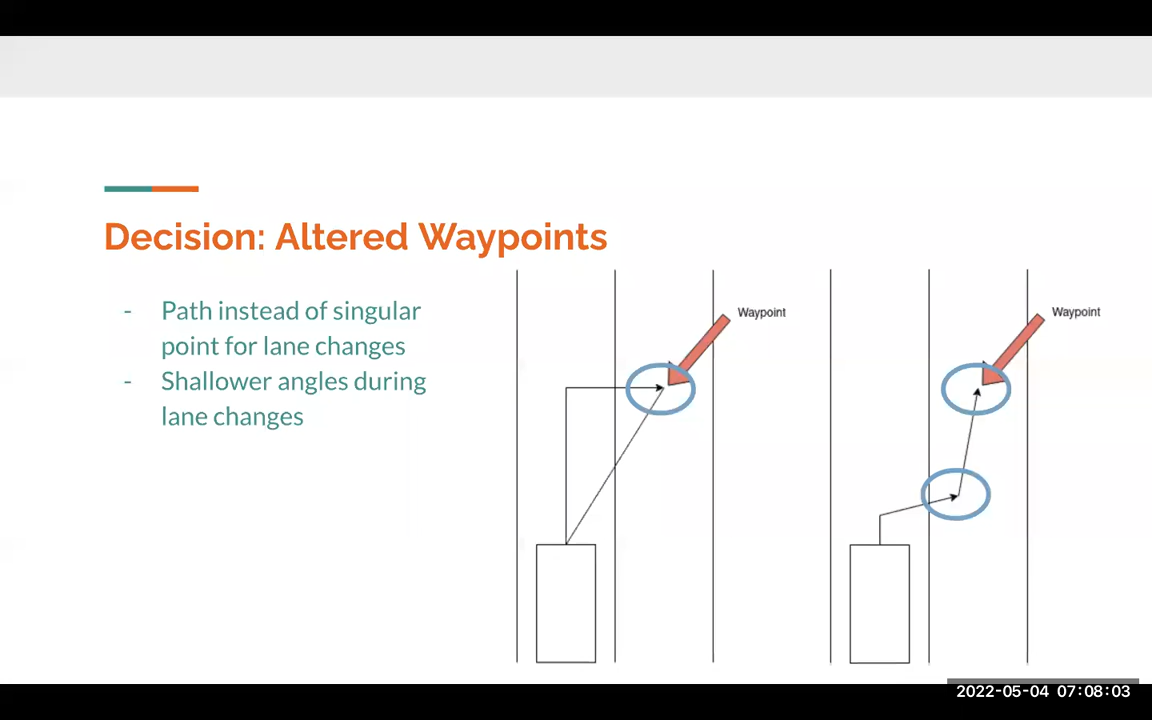 Decision: Altered Waypoints
- Path instead of singular
point for lane changes
- Shallower angles during
lane changes
Waypoint
Waypoint
2022-05-04 07:08:03